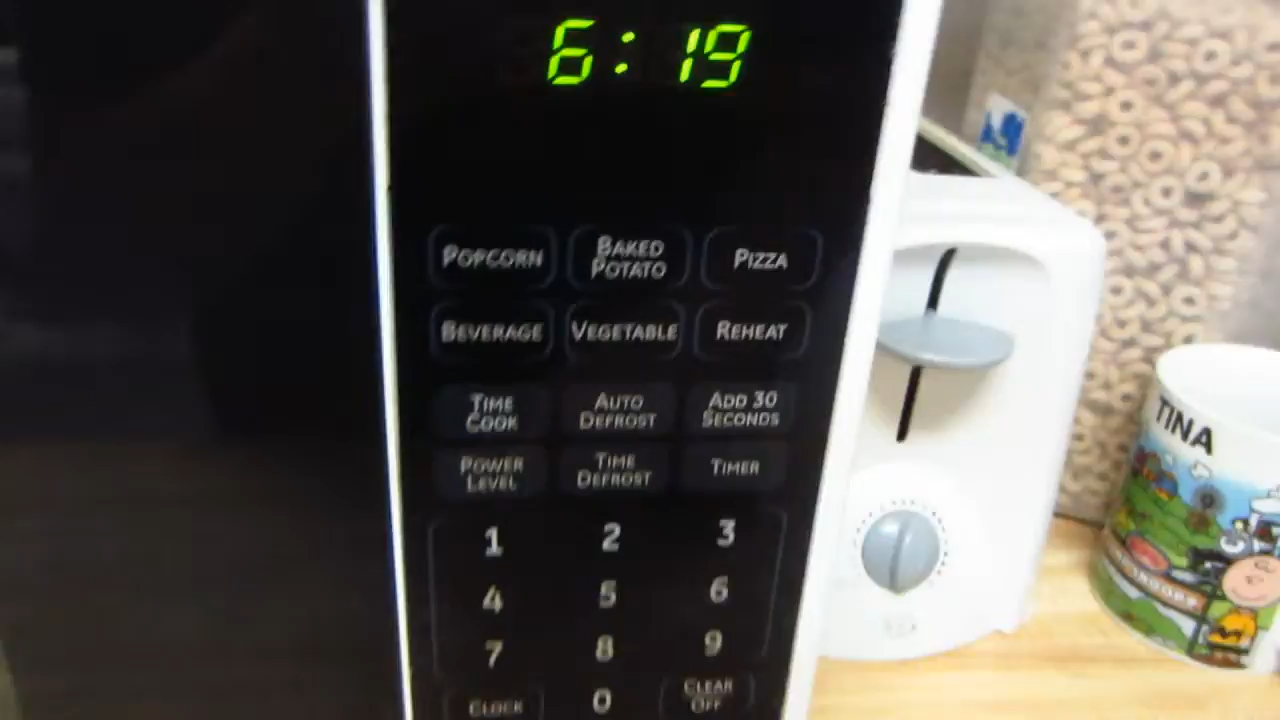 6:19
POPCORN
BAKED
POTATO
PIZZA
BEVERAGE
VEGETABLE
REHEAT
TIME
COOK
AUTO
DEFROST
ADD 30
SECONDS
POWER
LEVEL
TIME
DEFROST
TIMER
1 2 3
4 5 6
7 8 9
CLOCK
0
CLEAR
OFF
TINA
SNOOPY